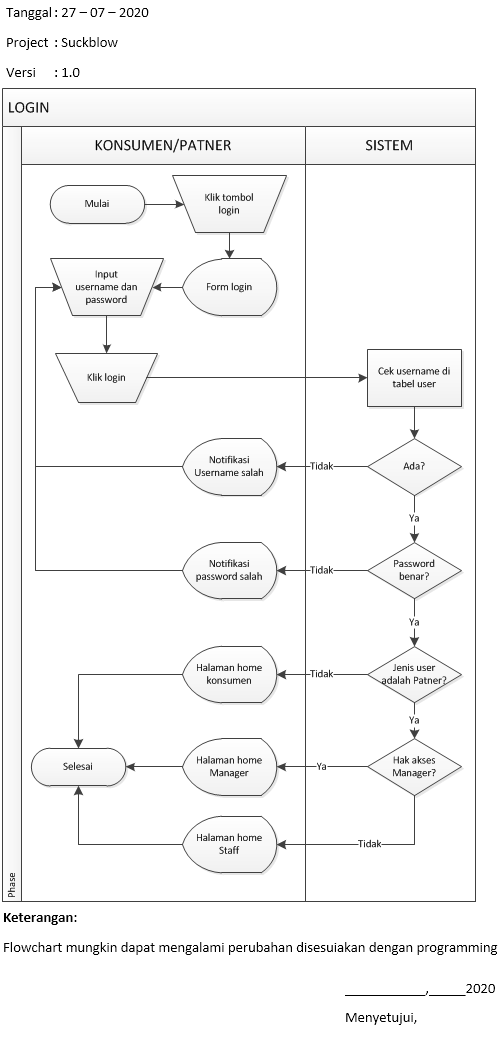 Tanggal : 27 – 07 – 2020
Project : Suckblow
Versi : 1.0
LOGIN
KONSUMEN/PATNER
SISTEM
Mulai
Klik tombol
login
Form login
Input
username dan
password
Klik login
Cek username di
tabel user
Ada?
Tidak
Notifikasi
Username salah
Ya
Password
benar?
Tidak
Notifikasi
password salah
Ya
Jenis user
adalah Patner?
Tidak
Halaman home
konsumen
Ya
Hak akses
Manager?
Ya
Halaman home
Manager
Selesai
Tidak
Halaman home
Staff
Phase
Keterangan:
Flowchart mungkin dapat mengalami perubahan disesuiakan dengan programming
___________,_____2020
Menyetujui,